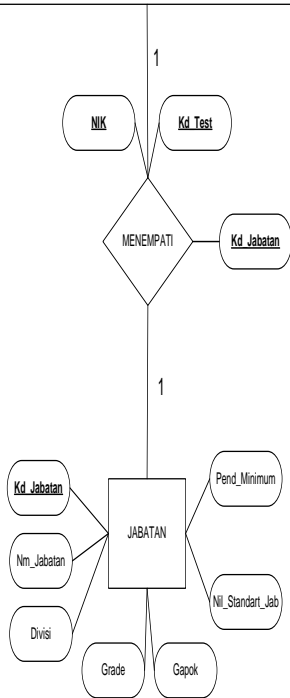 1
NIK
Kd_Test
MENEMPATI
Kd_Jabatan
1
Kd_Jabatan
Pend_Minimum
JABATAN
Nm_Jabatan
Nil_Standart_Jab
Divisi
Grade
Gapok